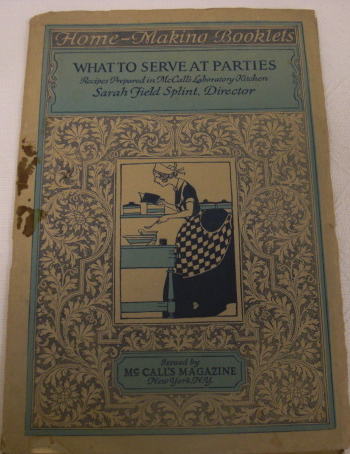 Home-Making Booklets
WHAT TO SERVE AT PARTIES
Recipes Prepared in McCall's Laboratory Kitchen
Sarah Field Splint, Director
Issued by
McCALL'S MAGAZINE
New York N.Y.